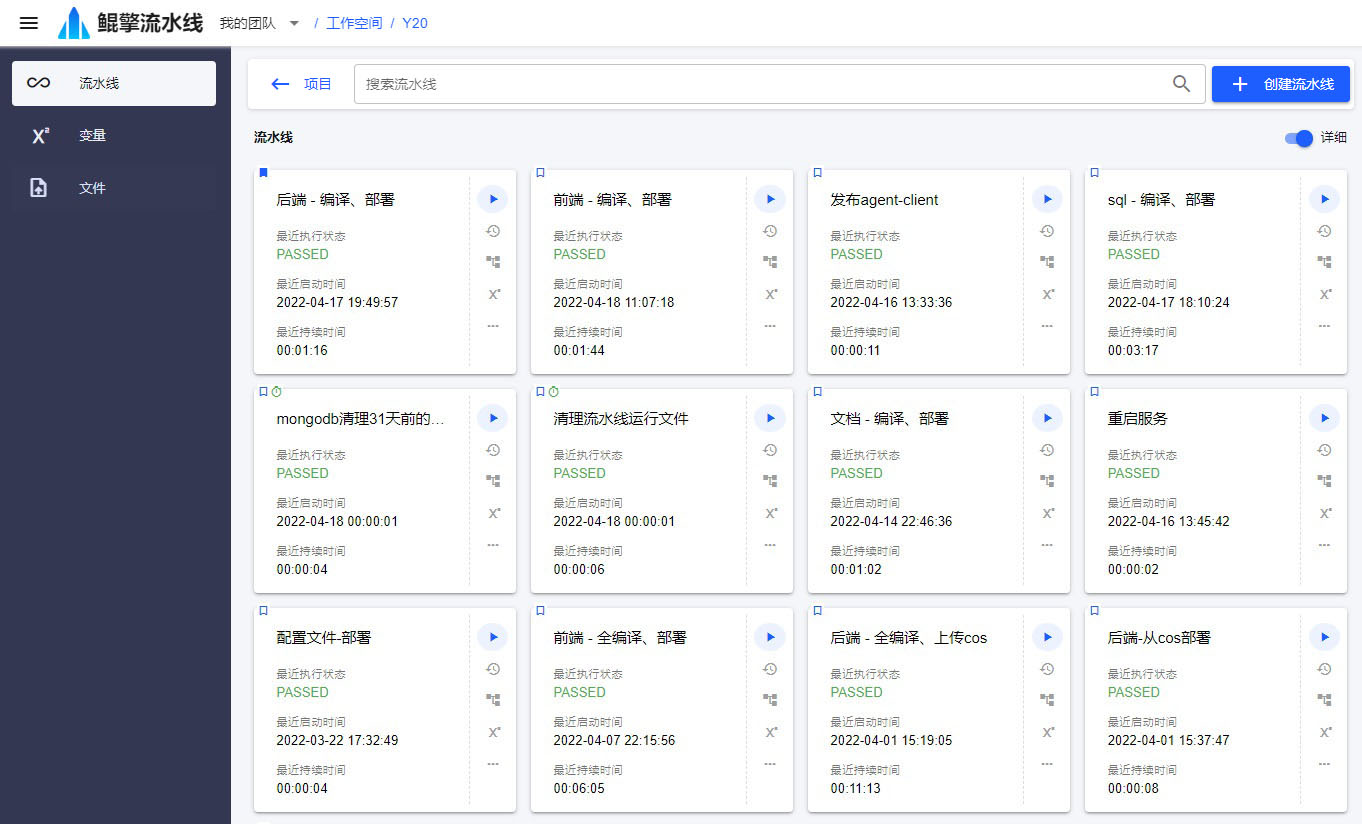 鲲擎流水线 我的团队 / 工作空间 / Y20
流水线
变量
文件
项目 搜索流水线 创建流水线
流水线 详细
后端 - 编译、部署
最近执行状态
PASSED
最近启动时间
2022-04-17 19:49:57
最近持续时间
00:01:16
前端 - 编译、部署
最近执行状态
PASSED
最近启动时间
2022-04-18 11:07:18
最近持续时间
00:01:44
发布agent-client
最近执行状态
PASSED
最近启动时间
2022-04-16 13:33:36
最近持续时间
00:00:11
sql - 编译、部署
最近执行状态
PASSED
最近启动时间
2022-04-17 18:10:24
最近持续时间
00:03:17
mongodb清理31天前的...
最近执行状态
PASSED
最近启动时间
2022-04-18 00:00:01
最近持续时间
00:00:04
清理流水线运行文件
最近执行状态
PASSED
最近启动时间
2022-04-18 00:00:01
最近持续时间
00:00:06
文档 - 编译、部署
最近执行状态
PASSED
最近启动时间
2022-04-14 22:46:36
最近持续时间
00:01:02
重启服务
最近执行状态
PASSED
最近启动时间
2022-04-16 13:45:42
最近持续时间
00:00:02
配置文件-部署
最近执行状态
PASSED
最近启动时间
2022-03-22 17:32:49
最近持续时间
00:00:04
前端 - 全编译、部署
最近执行状态
PASSED
最近启动时间
2022-04-07 22:15:56
最近持续时间
00:06:05
后端 - 全编译、上传cos
最近执行状态
PASSED
最近启动时间
2022-04-01 15:19:05
最近持续时间
00:11:13
后端-从cos部署
最近执行状态
PASSED
最近启动时间
2022-04-01 15:37:47
最近持续时间
00:00:08